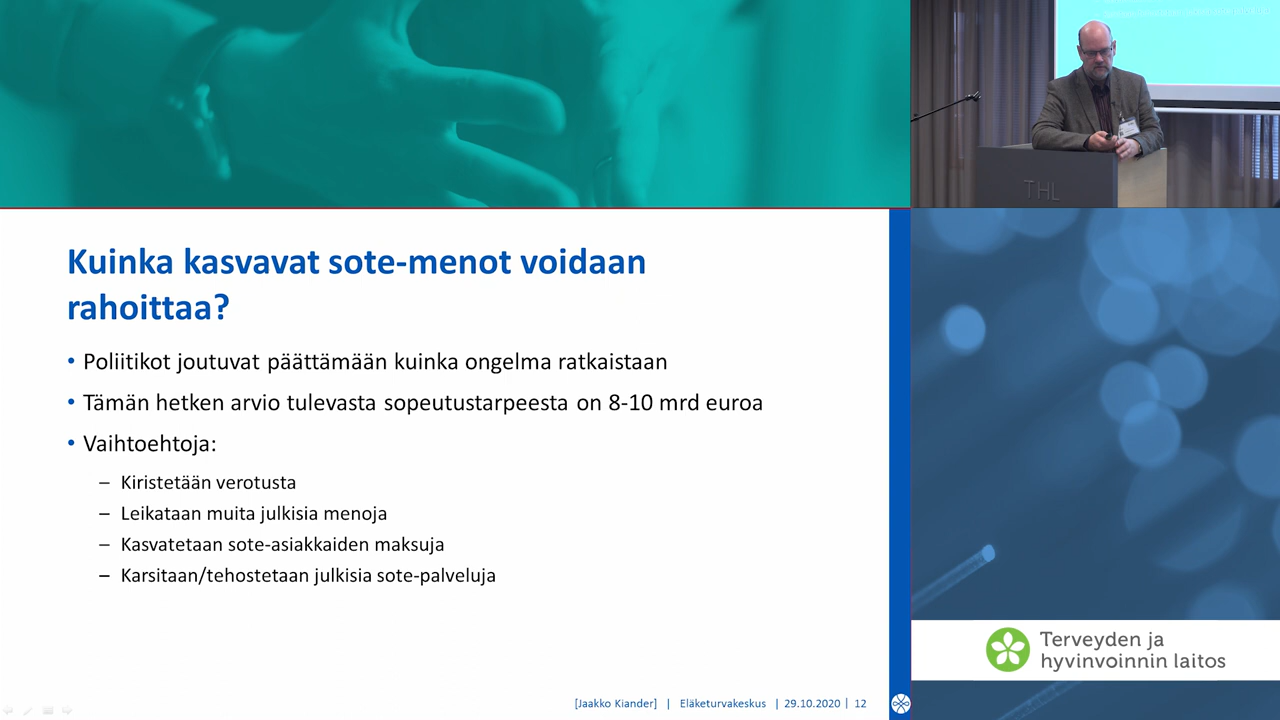 THL
Kuinka kasvavat sote-menot voidaan
rahoittaa?
• Poliitikot joutuvat päättämään kuinka ongelma ratkaistaan
• Tämän hetken arvio tulevasta sopeutustarpeesta on 8-10 mrd euroa
• Vaihtoehtoja:
– Kiristetään verotusta
– Leikataan muita julkisia menoja
– Kasvatetaan sote-asiakkaiden maksuja
– Karsitaan/tehostetaan julkisia sote-palveluja
Terveyden ja
hyvinvoinnin laitos
[Jaakko Kiander] | Eläketurvakeskus | 29.10.2020 | 12